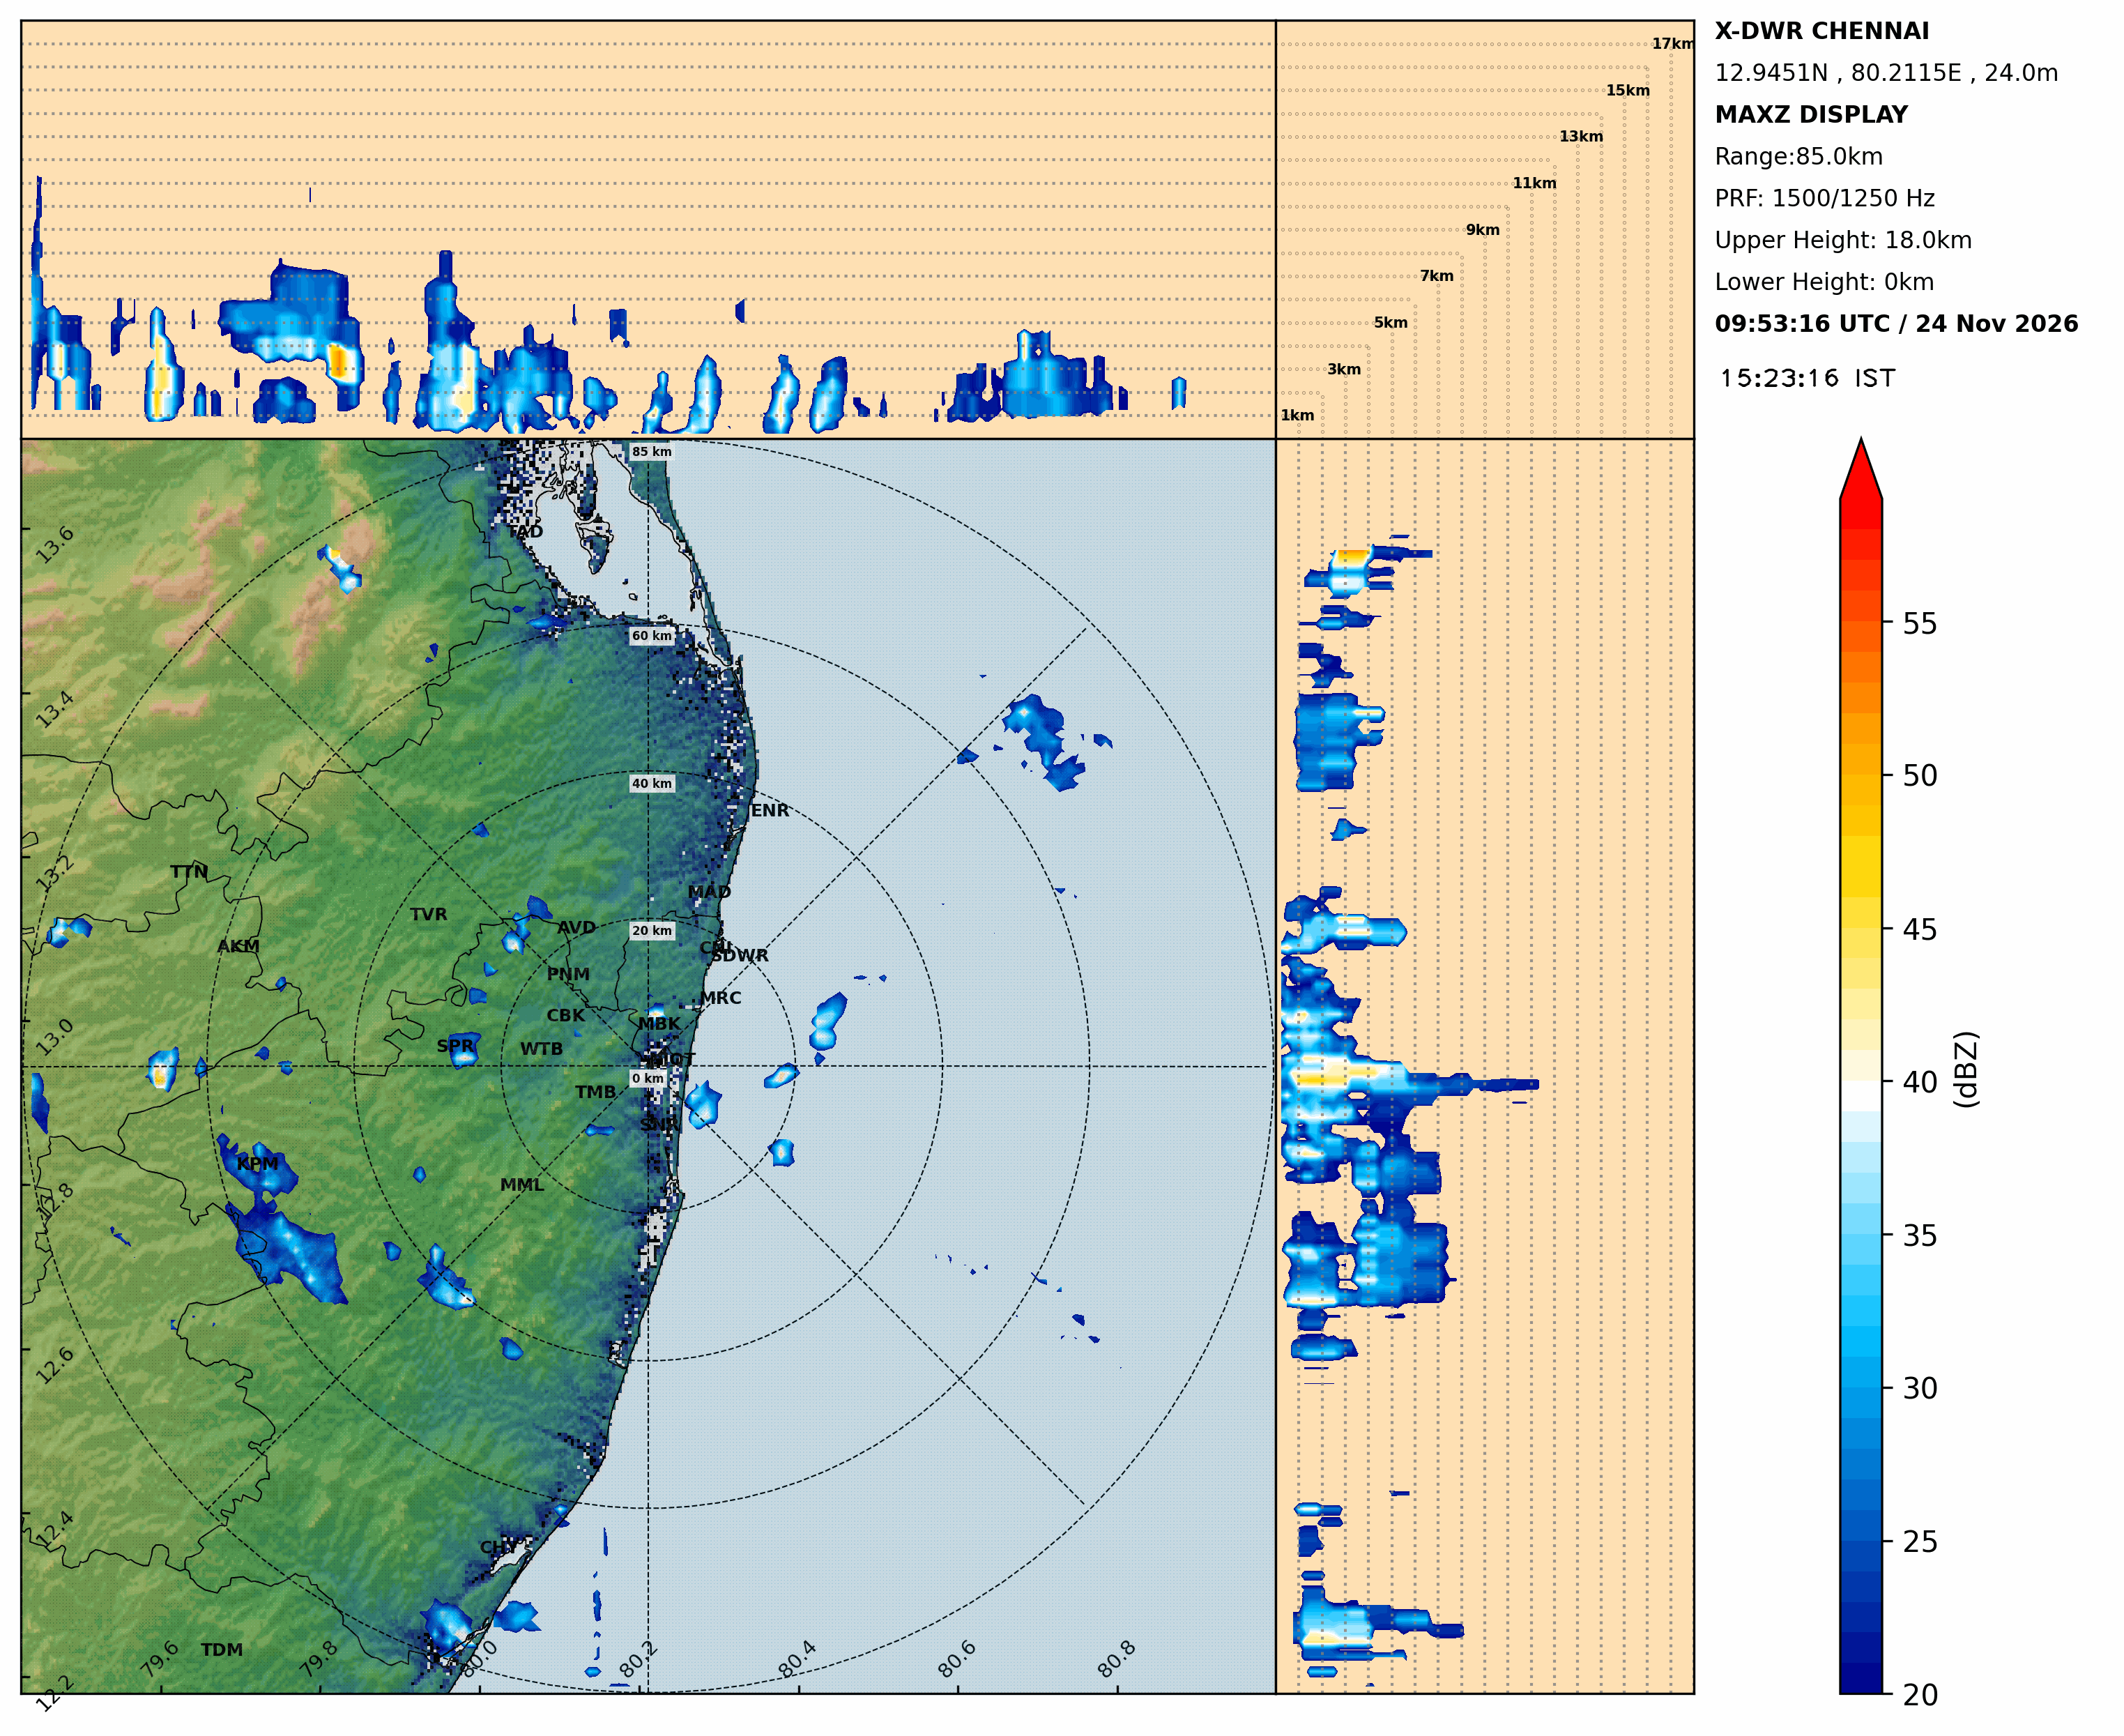 X-DWR CHENNAI
12.9451N , 80.2115E , 24.0m
MAXZ DISPLAY
Range:85.0km
PRF: 1500/1250 Hz
Upper Height: 18.0km
Lower Height: 0km
09:53:16 UTC / 24 Nov 2026
15:23:16 IST
17km
15km
13km
11km
9km
7km
5km
3km
1km
85 km
TAD
13.6
60 km
13.4
40 km
ENR
13.2
TTN
MAD
TVR
AVD
20 km
AKM
SDWR
PNM
MRC
CBK
MBK
13.0
SPR
WTB
0 km
TMB
SNR
KPM
MML
12.8
12.6
12.4
CHY
TDM
12.2
79.6
79.8
80.0
80.2
80.4
80.6
80.8
55
50
45
40
35
30
25
20
(dBZ)